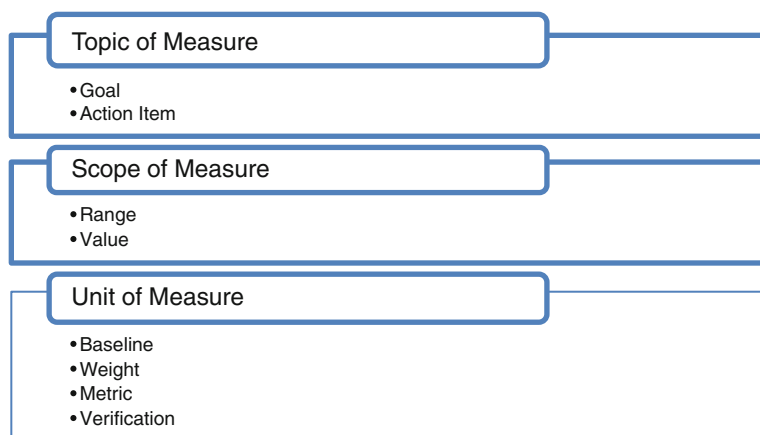 Topic of Measure
•Goal
•Action Item
Scope of Measure
•Range
•Value
Unit of Measure
•Baseline
•Weight
•Metric
•Verification